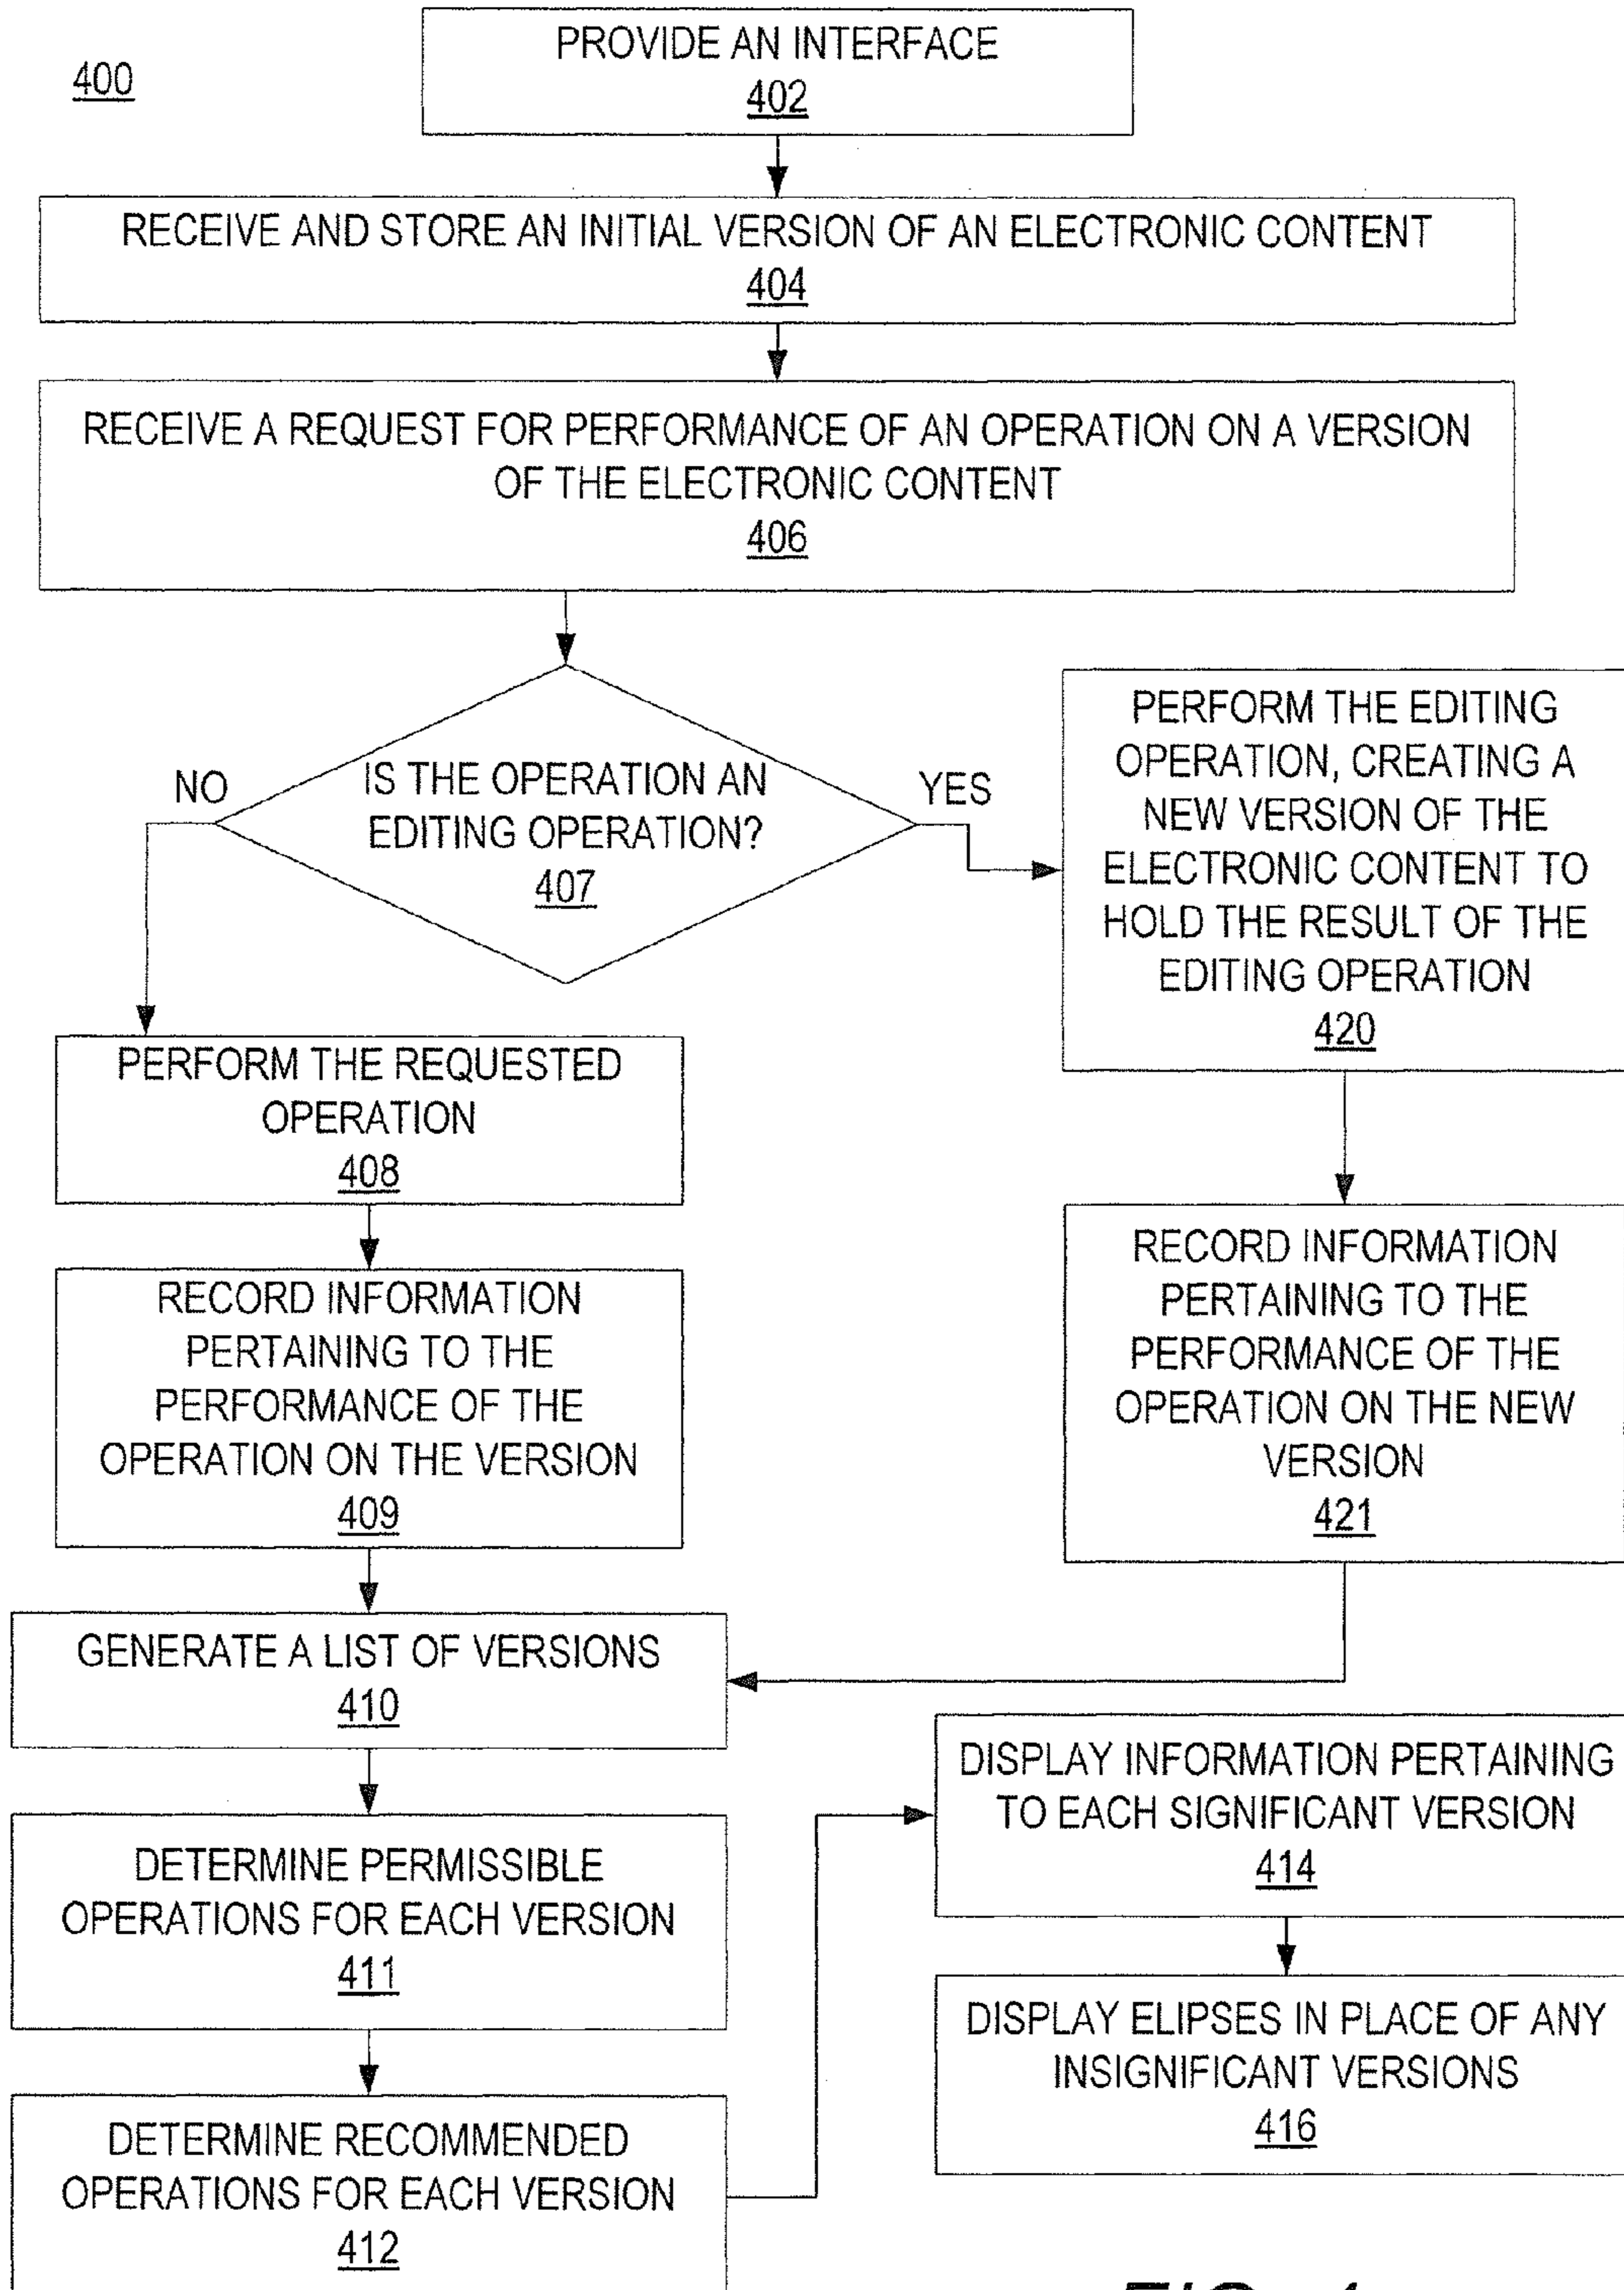 400
PROVIDE AN INTERFACE
402
RECEIVE AND STORE AN INITIAL VERSION OF AN ELECTRONIC CONTENT
404
RECEIVE A REQUEST FOR PERFORMANCE OF AN OPERATION ON A VERSION
OF THE ELECTRONIC CONTENT
406
IS THE OPERATION AN
EDITING OPERATION?
407
NO
YES
PERFORM THE EDITING
OPERATION, CREATING A
NEW VERSION OF THE
ELECTRONIC CONTENT TO
HOLD THE RESULT OF THE
EDITING OPERATION
420
PERFORM THE REQUESTED
OPERATION
408
RECORD INFORMATION
PERTAINING TO THE
PERFORMANCE OF THE
OPERATION ON THE VERSION
409
RECORD INFORMATION
PERTAINING TO THE
PERFORMANCE OF THE
OPERATION ON THE NEW
VERSION
421
GENERATE A LIST OF VERSIONS
410
DETERMINE PERMISSIBLE
OPERATIONS FOR EACH VERSION
411
DETERMINE RECOMMENDED
OPERATIONS FOR EACH VERSION
412
DISPLAY INFORMATION PERTAINING
TO EACH SIGNIFICANT VERSION
414
DISPLAY ELIPSES IN PLACE OF ANY
INSIGNIFICANT VERSIONS
416